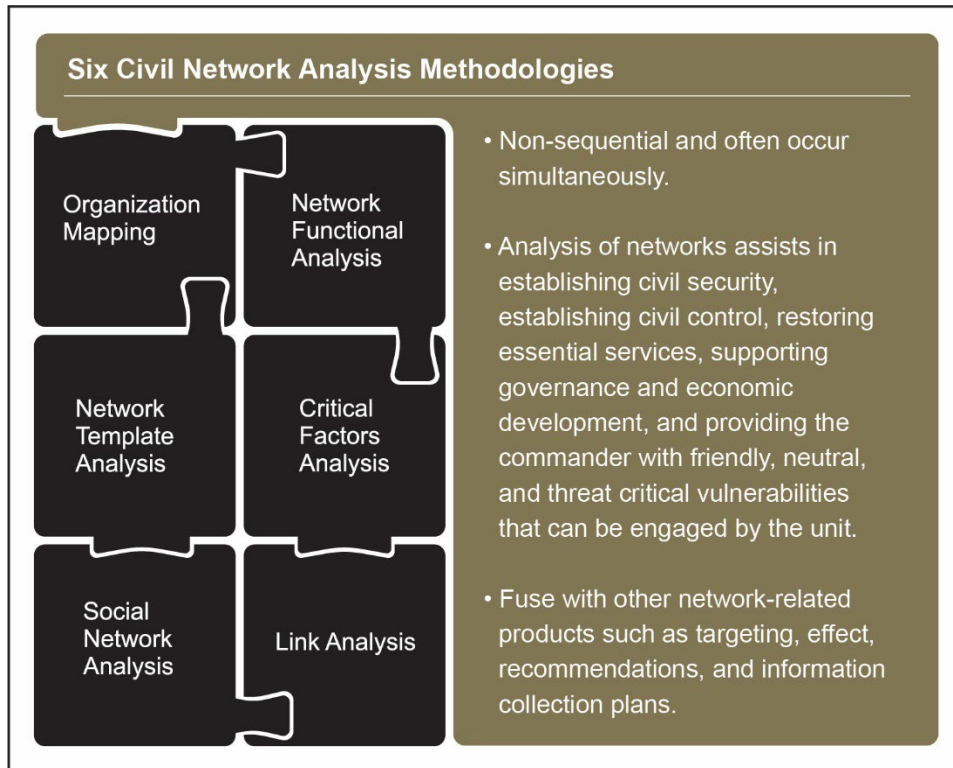 Six Civil Network Analysis Methodologies
Organization
Mapping
Network
Functional
Analysis
Network
Template
Analysis
Critical
Factors
Analysis
Social
Network
Analysis
Link Analysis
• Non-sequential and often occur
simultaneously.
• Analysis of networks assists in
establishing civil security,
establishing civil control, restoring
essential services, supporting
governance and economic
development, and providing the
commander with friendly, neutral,
and threat critical vulnerabilities
that can be engaged by the unit.
• Fuse with other network-related
products such as targeting, effect,
recommendations, and information
collection plans.